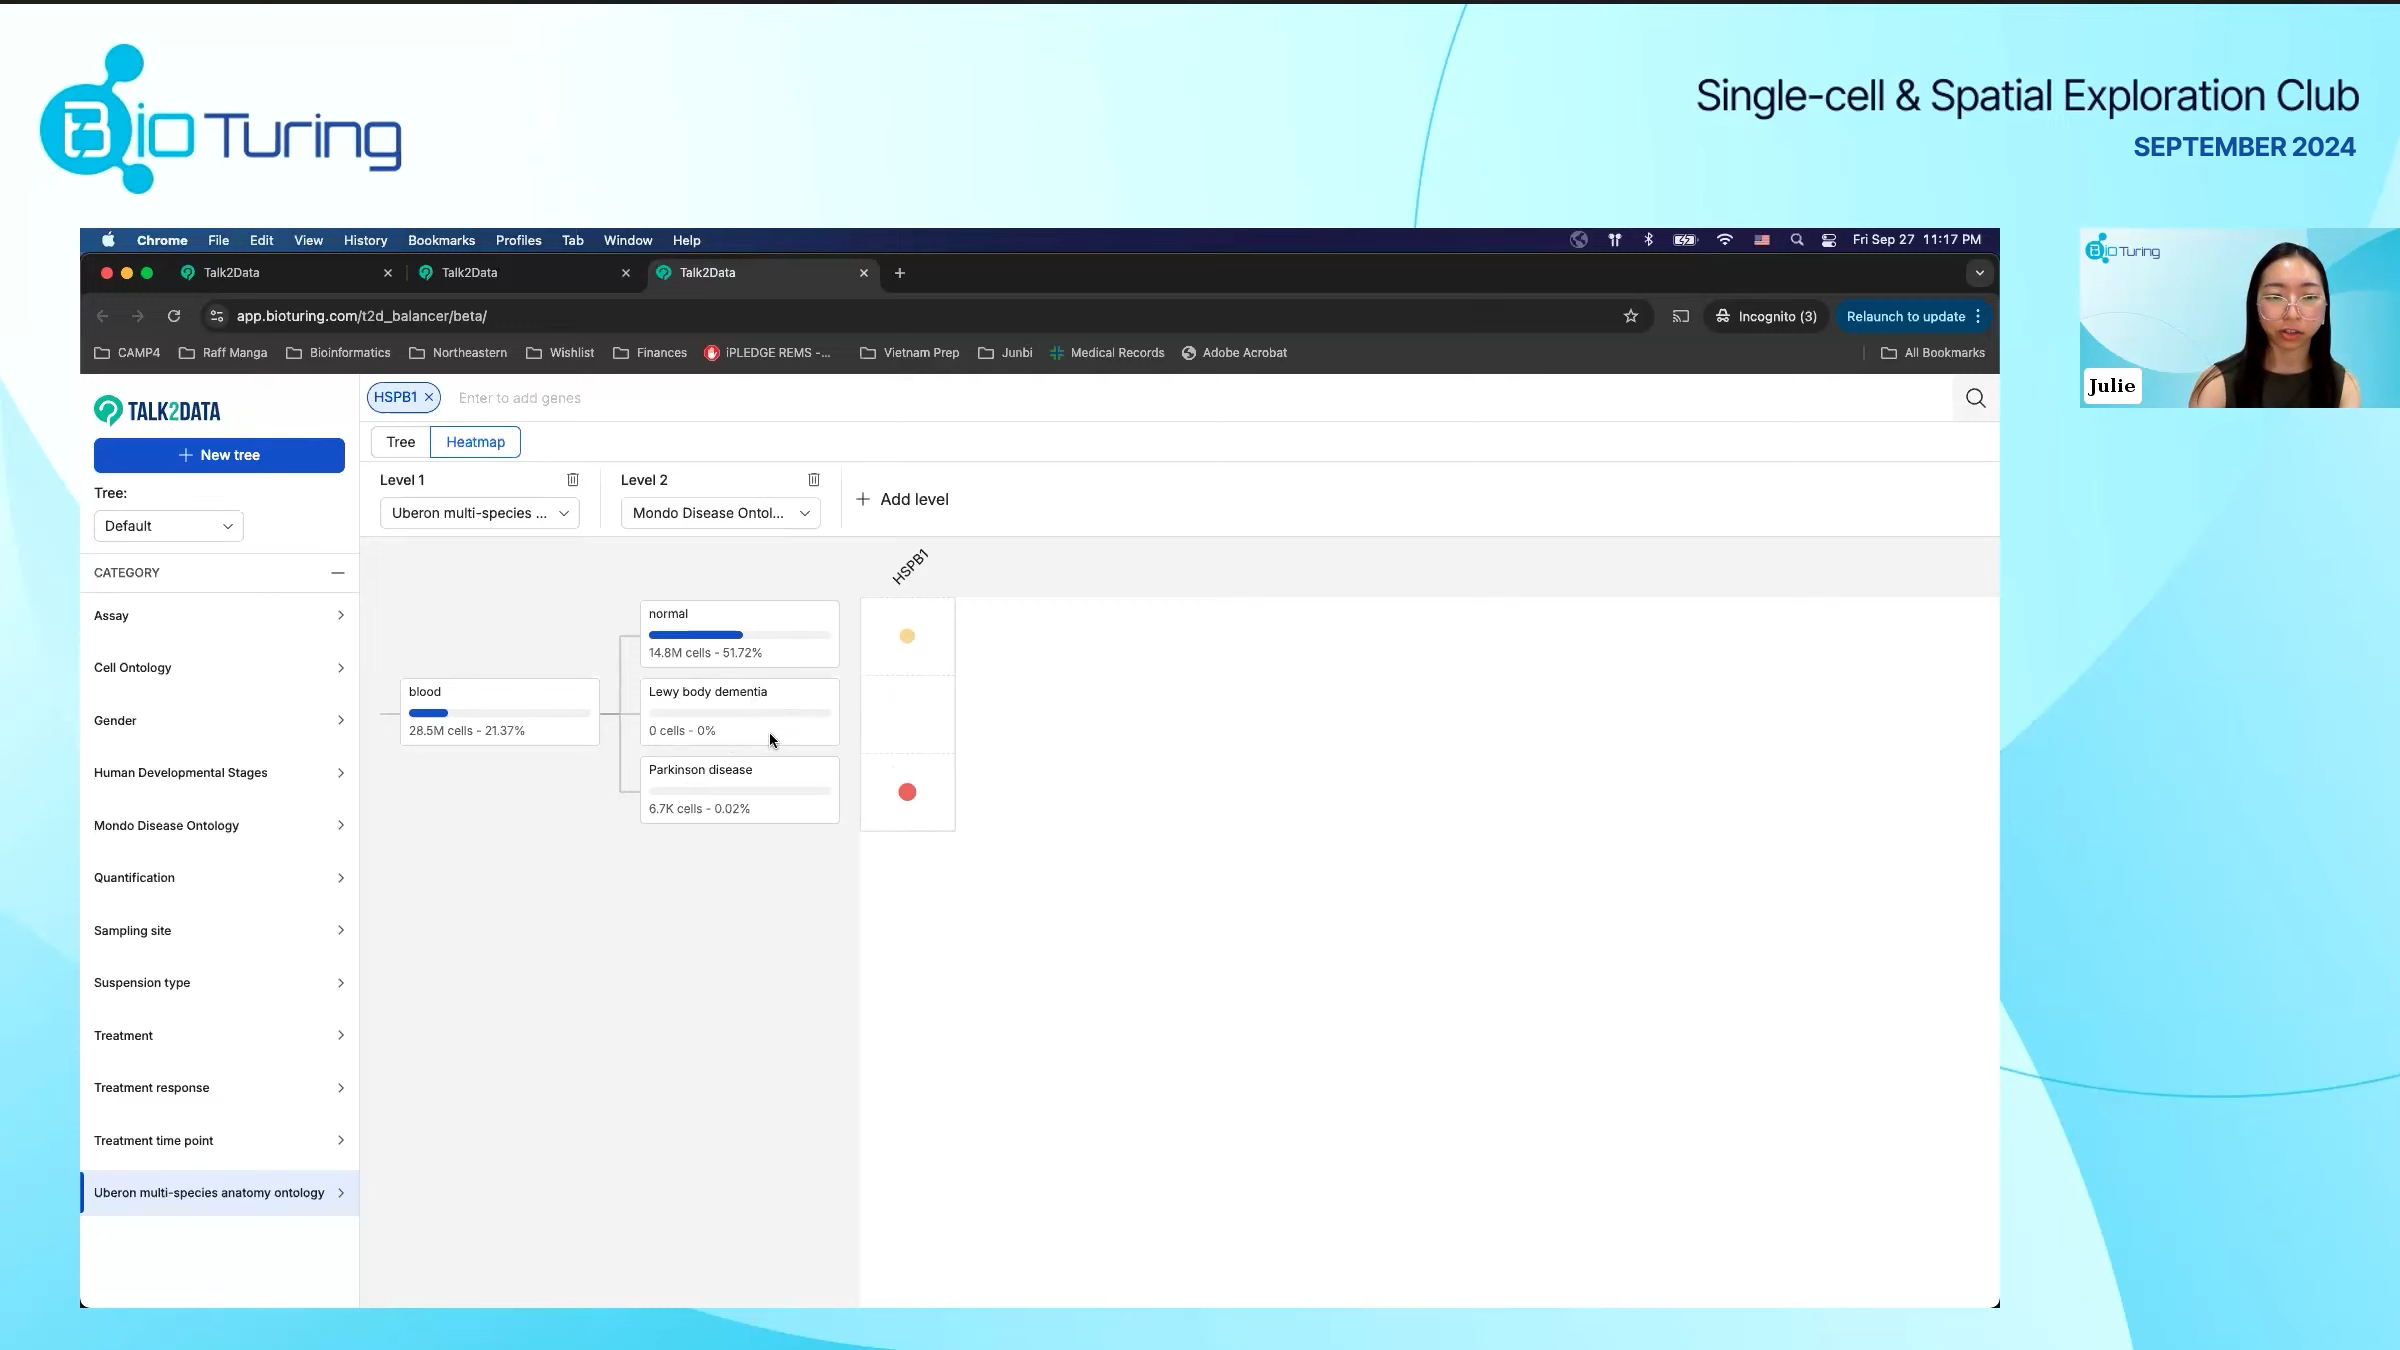 BioTuring
Single-cell & Spatial Exploration Club
SEPTEMBER 2024
Chrome File Edit View History Bookmarks Profiles Tab Window Help
Fri Sep 27 11:17 PM
Talk2Data
Talk2Data
Talk2Data
app.bioturing.com/t2d_balancer/beta/
Incognito (3)
Relaunch to update
CAMP4
Raff Manga
Bioinformatics
Northeastern
Wishlist
Finances
iPLEDGE REMS -...
Vietnam Prep
Junbi
Medical Records
Adobe Acrobat
All Bookmarks
BioTuring
Julie
TALK2DATA
New tree
Tree:
Default
CATEGORY
Assay
Cell Ontology
Gender
Human Developmental Stages
Mondo Disease Ontology
Quantification
Sampling site
Suspension type
Treatment
Treatment response
Treatment time point
Uberon multi-species anatomy ontology
HSPB1
Enter to add genes
Tree
Heatmap
Level 1
Uberon multi-species ...
Level 2
Mondo Disease Ontol...
Add level
HSPB1
blood
28.5M cells - 21.37%
normal
14.8M cells - 51.72%
Lewy body dementia
0 cells - 0%
Parkinson disease
6.7K cells - 0.02%